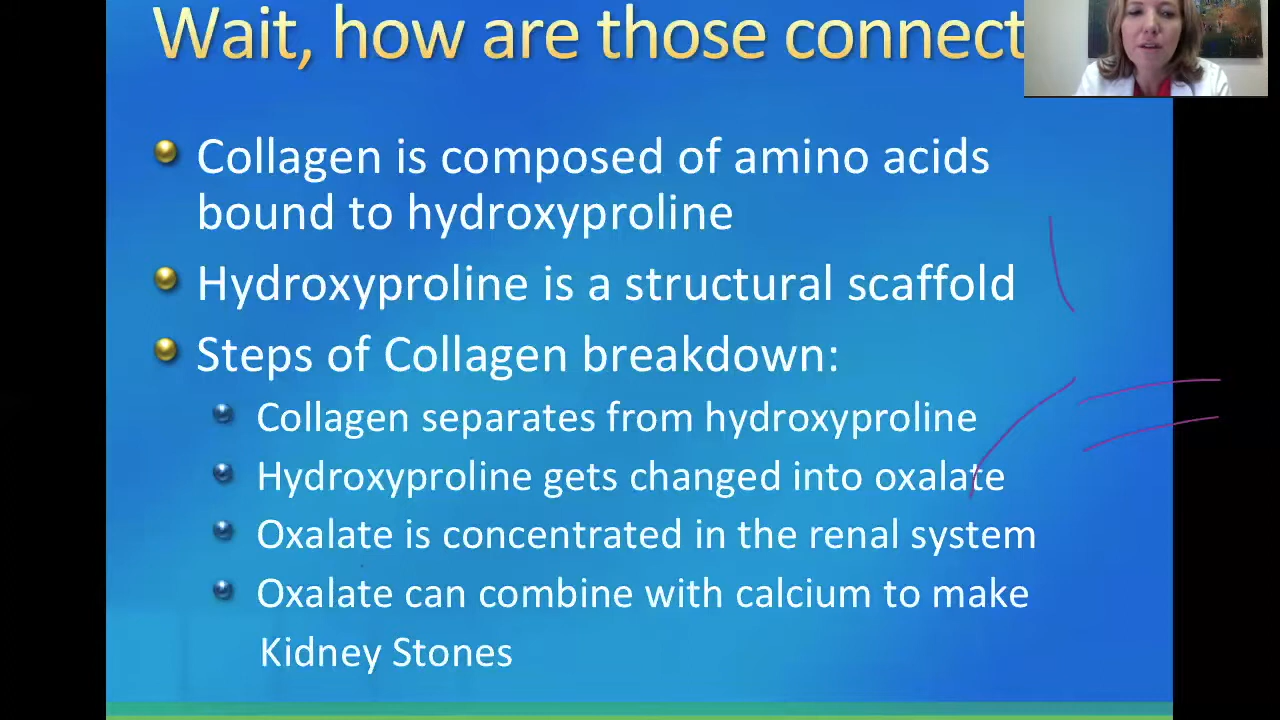 Wait, how are those connect
Collagen is composed of amino acids
bound to hydroxyproline
Hydroxyproline is a structural scaffold
Steps of Collagen breakdown:
Collagen separates from hydroxyproline
Hydroxyproline gets changed into oxalate
Oxalate is concentrated in the renal system
Oxalate can combine with calcium to make
Kidney Stones